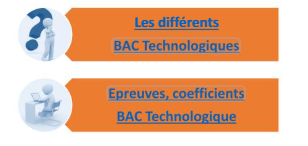 Les différents
BAC Technologiques
Epreuves, coefficients
BAC Technologique